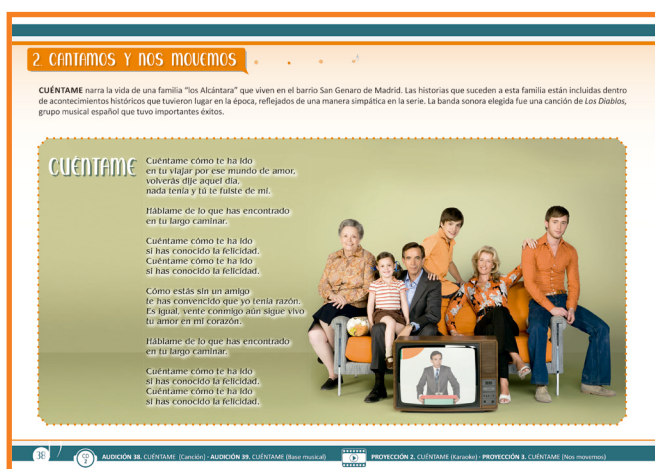 2. CANTAMOS Y NOS MOVEMOS
CUÉNTAME narra la vida de una familia "los Alcántara" que viven en el barrio San Genaro de Madrid. Las historias que suceden a esta familia están incluidas dentro
de acontecimientos históricos que tuvieron lugar en la época, reflejados de una manera simpática en la serie. La banda sonora elegida fue una canción de Los Diablos,
grupo musical español que tuvo importantes éxitos.
CUÉNTAME
Cuéntame cómo te ha ido
en tu viajar por ese mundo de amor,
volverás dije aquel día.
nada tenía y tú te fuiste de mí.
Háblame de lo que has encontrado
en tu largo caminar.
Cuéntame cómo te ha ido
si has conocido la felicidad.
Cuéntame cómo te ha ido
si has conocido la felicidad.
Cómo estás sin un amigo
te has convencido que yo tenía razón.
Es igual, vente conmigo aún sigue vivo
tu amor en mi corazón.
Háblame de lo que has encontrado
en tu largo caminar.
Cuéntame cómo te ha ido
si has conocido la felicidad.
Cuéntame cómo te ha ido
si has conocido la felicidad.
38
CD
2
AUDICIÓN 38. CUÉNTAME (Canción) - AUDICIÓN 39. CUÉNTAME (Base musical)
PROYECCIÓN 2. CUÉNTAME (Karaoke) - PROYECCIÓN 3. CUÉNTAME (Nos movemos)